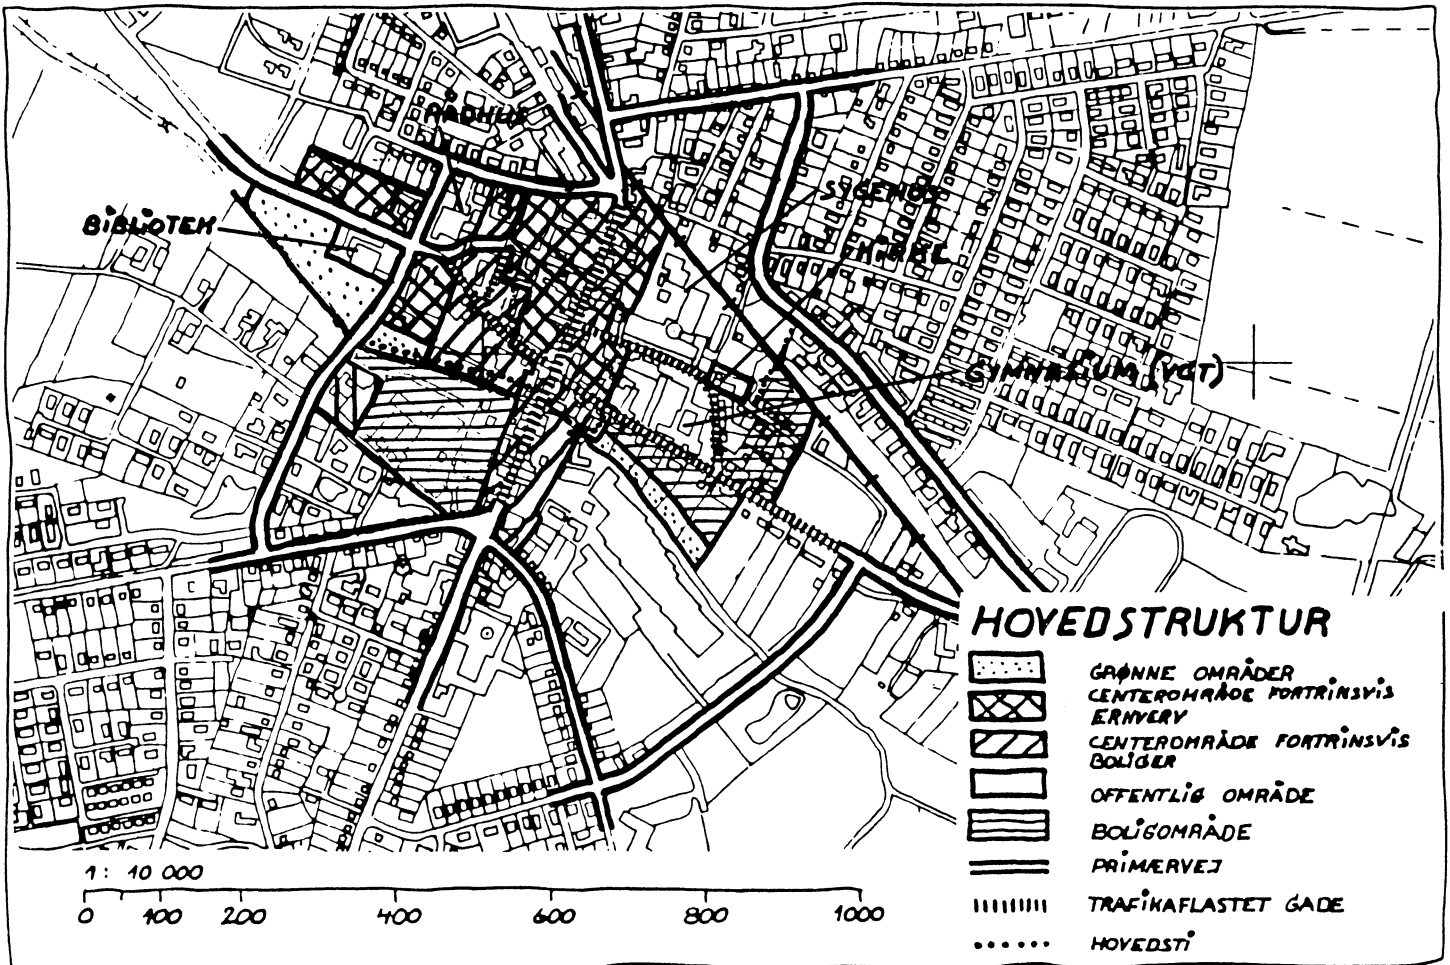 RÅDHUS
SYGEHUS
BIBLIOTEK
KIRKE
GYMNASIUM (VGT)
HOVEDSTRUKTUR
GRØNNE OMRÅDER
CENTEROMRÅDE FORTRINSVIS
ERHVERV
CENTEROMRÅDE FORTRINSVIS
BOLIGER
OFFENTLIG OMRÅDE
BOLIGOMRÅDE
PRIMÆRVEJ
TRAFIKAFLASTET GADE
HOVEDSTI
1: 10 000
0 100 200 400 600 800 1000